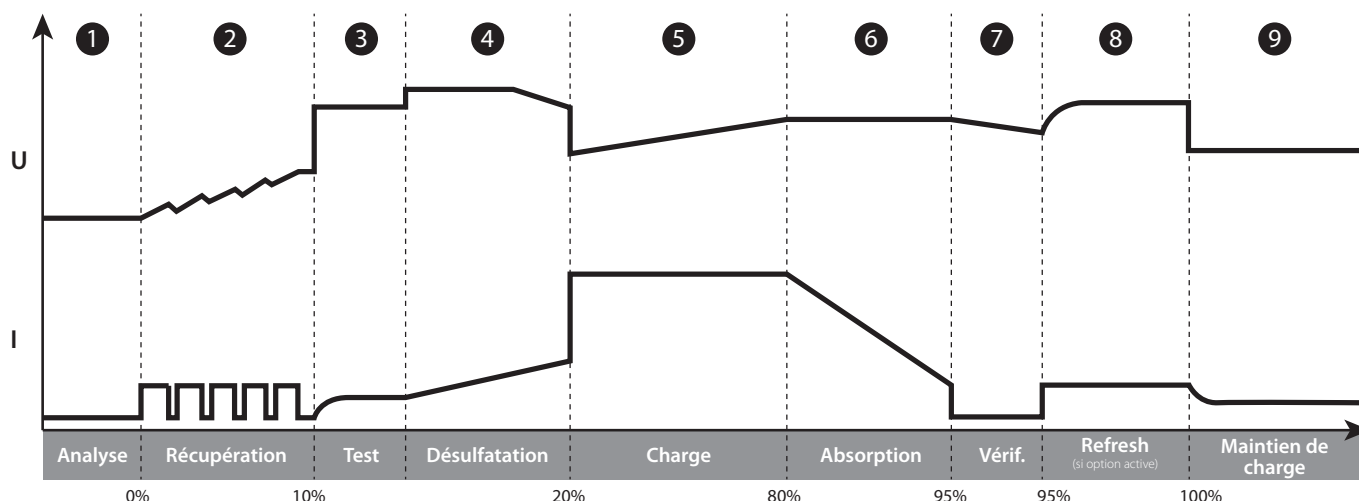 1 2 3 4 5 6 7 8 9
U
I
Analyse Récupération Test Désulfatation Charge Absorption Vérif. Refresh (si option active) Maintien de charge
0% 10% 20% 80% 95% 95% 100%